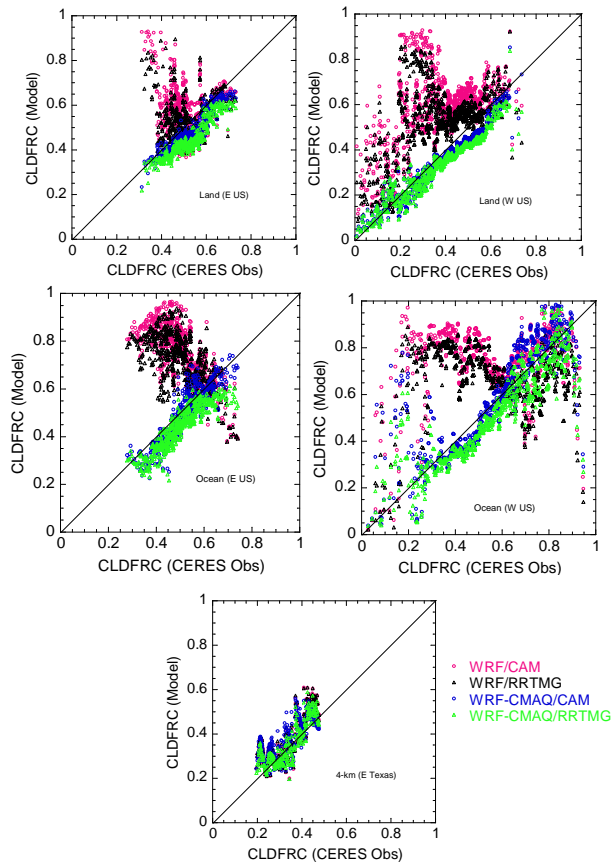 1
0.8
0.6
0.4
0.2
0
CLDFRC (Model)
Land (E US)
0 0.2 0.4 0.6 0.8 1
CLDFRC (CERES Obs)
1
0.8
0.6
0.4
0.2
0
CLDFRC (Model)
Land (W US)
0 0.2 0.4 0.6 0.8 1
CLDFRC (CERES Obs)
1
0.8
0.6
0.4
0.2
0
CLDFRC (Model)
Ocean (E US)
0 0.2 0.4 0.6 0.8 1
CLDFRC (CERES Obs)
1
0.8
0.6
0.4
0.2
0
CLDFRC (Model)
Ocean (W US)
0 0.2 0.4 0.6 0.8 1
CLDFRC (CERES Obs)
1
0.8
0.6
0.4
0.2
0
CLDFRC (Model)
4-km (E Texas)
0 0.2 0.4 0.6 0.8 1
CLDFRC (CERES Obs)
WRF/CAM
WRF/RRTMG
WRF-CMAQ/CAM
WRF-CMAQ/RRTMG